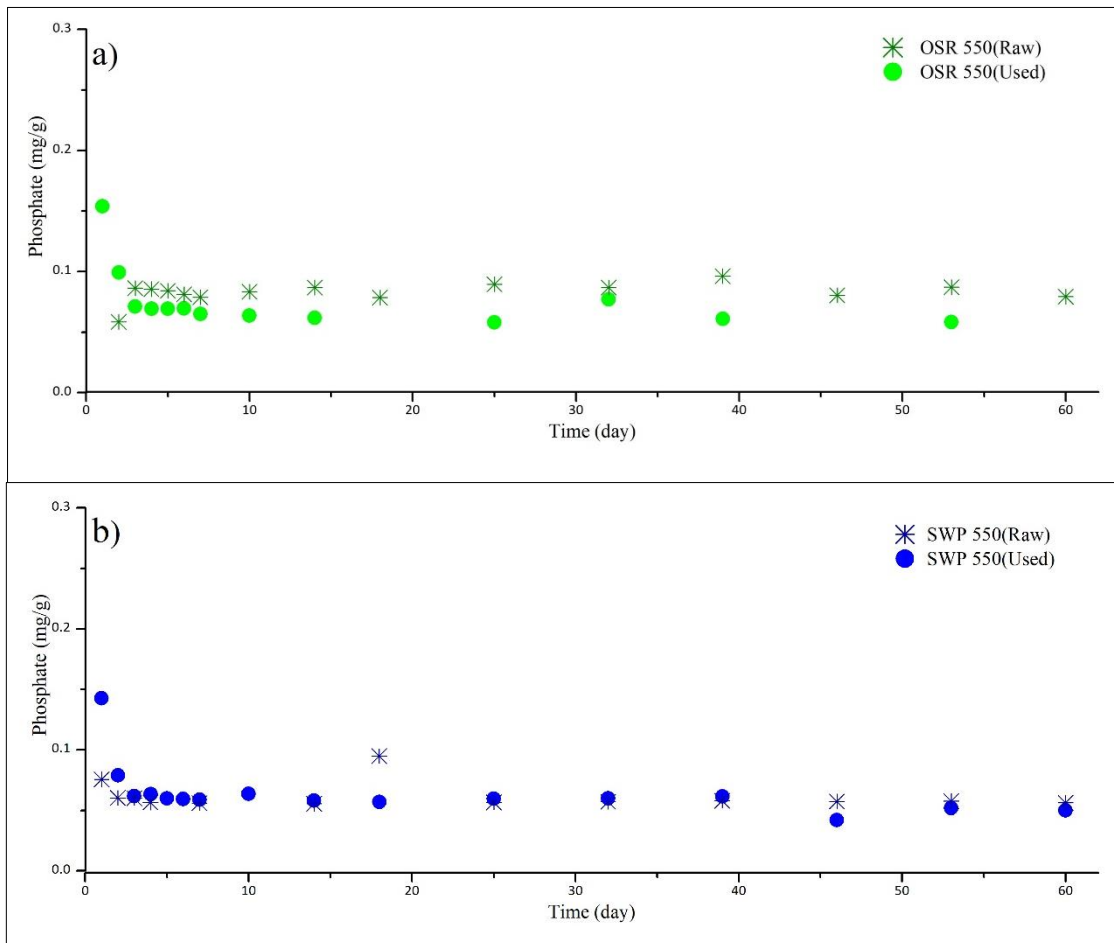 a)
OSR 550(Raw)
OSR 550(Used)
Phosphate (mg/g)
0.3
0.2
0.1
0.0
0 10 20 30 40 50 60
Time (day)
b)
SWP 550(Raw)
SWP 550(Used)
Phosphate (mg/g)
0.3
0.2
0.1
0.0
0 10 20 30 40 50 60
Time (day)